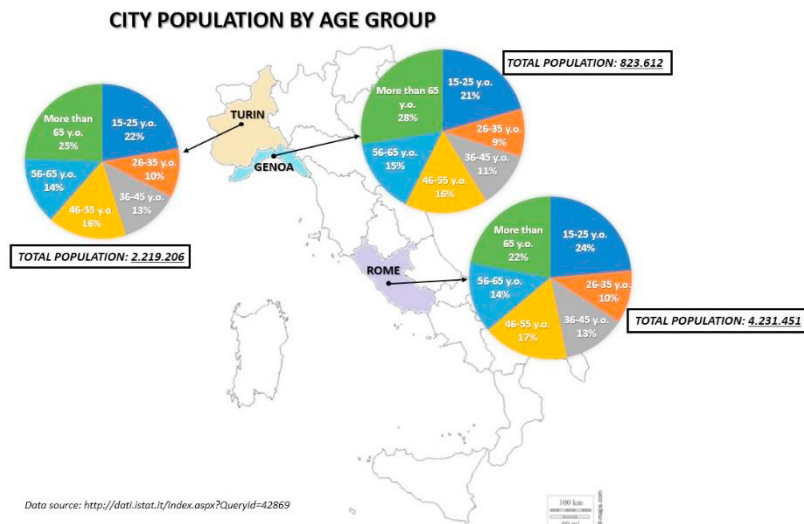 CITY POPULATION BY AGE GROUP
TOTAL POPULATION: 823.612
More than 65
y.o.
28%
15-25 y.o.
21%
26-35 y.o.
9%
36-45 y.o.
11%
46-55 y.o.
16%
56-65 y.o.
15%
TURIN
GENOA
More than
65 y.o.
25%
15-25 y.o.
22%
26-35 y.o.
10%
36-45 y.o.
13%
46-55 y.o.
16%
56-65 y.o.
14%
TOTAL POPULATION: 2.219.206
ROME
More than
65 y.o.
22%
15-25 y.o.
24%
26-35 y.o.
10%
36-45 y.o.
13%
46-55 y.o.
17%
56-65 y.o.
14%
TOTAL POPULATION: 4.231.451
Data source: http://dati.istat.it/Index.aspx?QueryId=42869
100 km